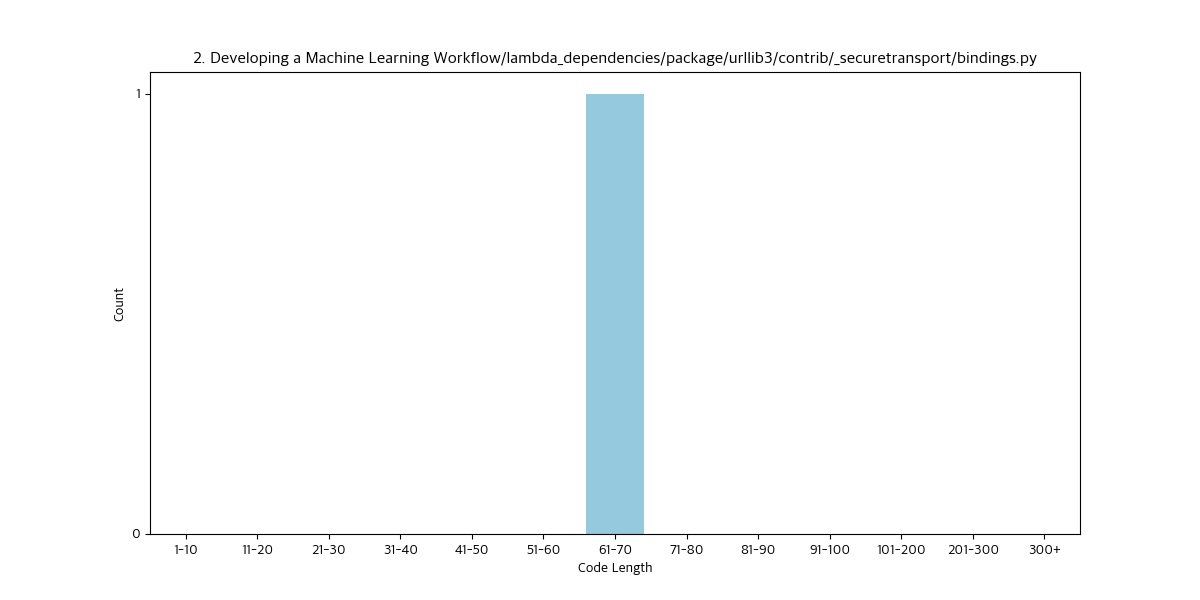 2. Developing a Machine Learning Workflow/lambda_dependencies/package/urllib3/contrib/_securetransport/bindings.py
1
Count
0
1-10 11-20 21-30 31-40 41-50 51-60 61-70 71-80 81-90 91-100 101-200 201-300 300+
Code Length